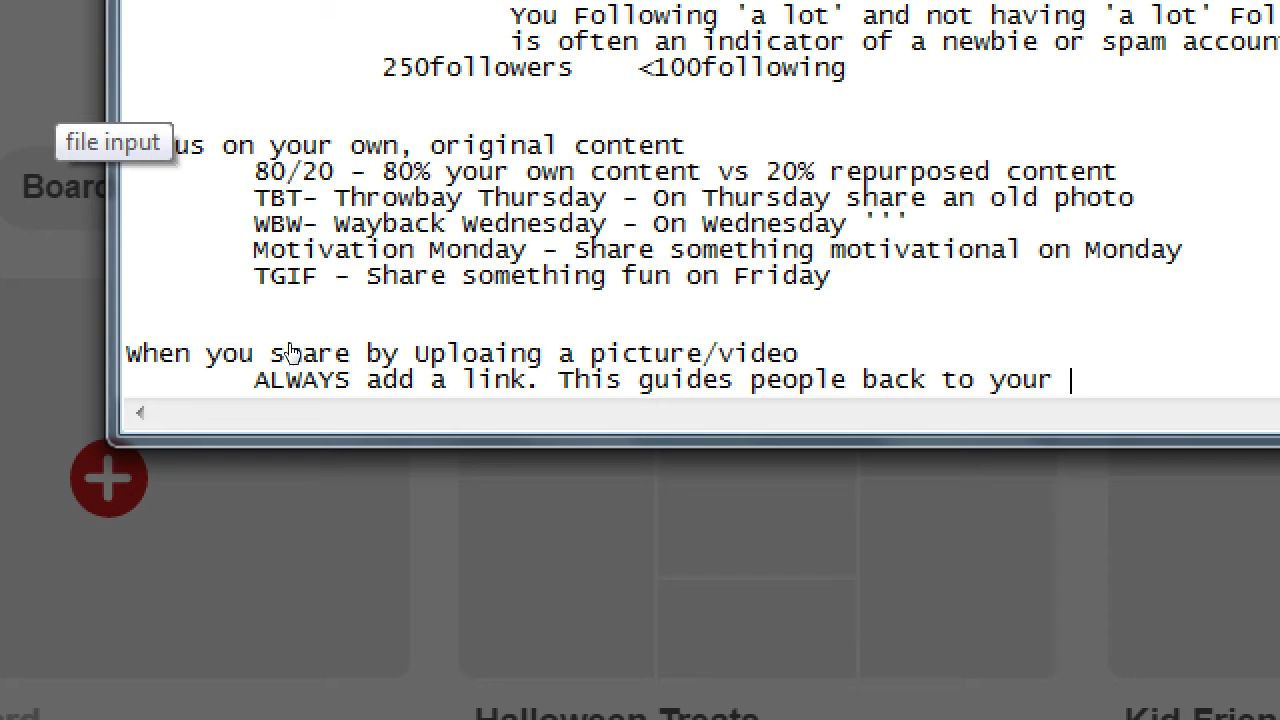 You Following 'a lot' and not having 'a lot'
is often an indicator of a newbie or spam
250followers <100following
file input
on your own, original content
Board
80/20 - 80% your own content vs 20% repurposed content
TBT- Throwbay Thursday - On Thursday share an old photo
WBW- Wayback Wednesday - On Wednesday '''
Motivation Monday - Share something motivational on Monday
TGIF - Share something fun on Friday
When you share by Uploaing a picture/video
ALWAYS add a link. This guides people back to your
Halloween Treats
Kid